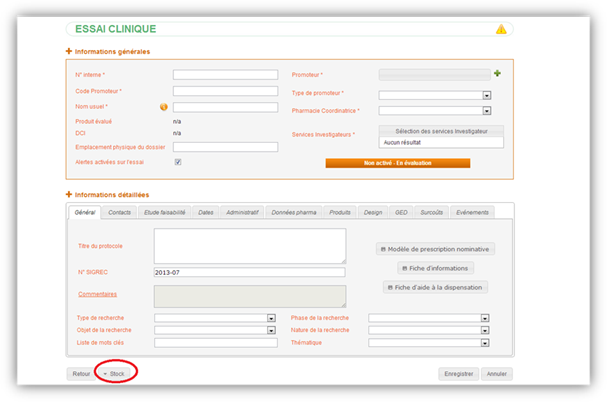 ESSAI CLINIQUE
Informations générales
N° interne *
Promoteur *
Code Promoteur *
Type de promoteur *
Nom usuel *
Pharmacie Coordinatrice *
Produit évalué n/a
DCI n/a
Services Investigateurs *
Sélection des services Investigateur
Aucun résultat
Emplacement physique du dossier
Alertes activées sur l'essai
Non activé - En évaluation
Informations détaillées
Général Contacts Etude faisabilité Dates Administratif Données pharma Produits Design GED Surcoûts Evénements
Titre du protocole
Modèle de prescription nominative
Fiche d'informations
N° SIGREC 2013-07
Fiche d'aide à la dispensation
Commentaires
Type de recherche Phase de la recherche
Objet de la recherche Nature de la recherche
Liste de mots clés Thématique
Retour Stock Enregistrer Annuler